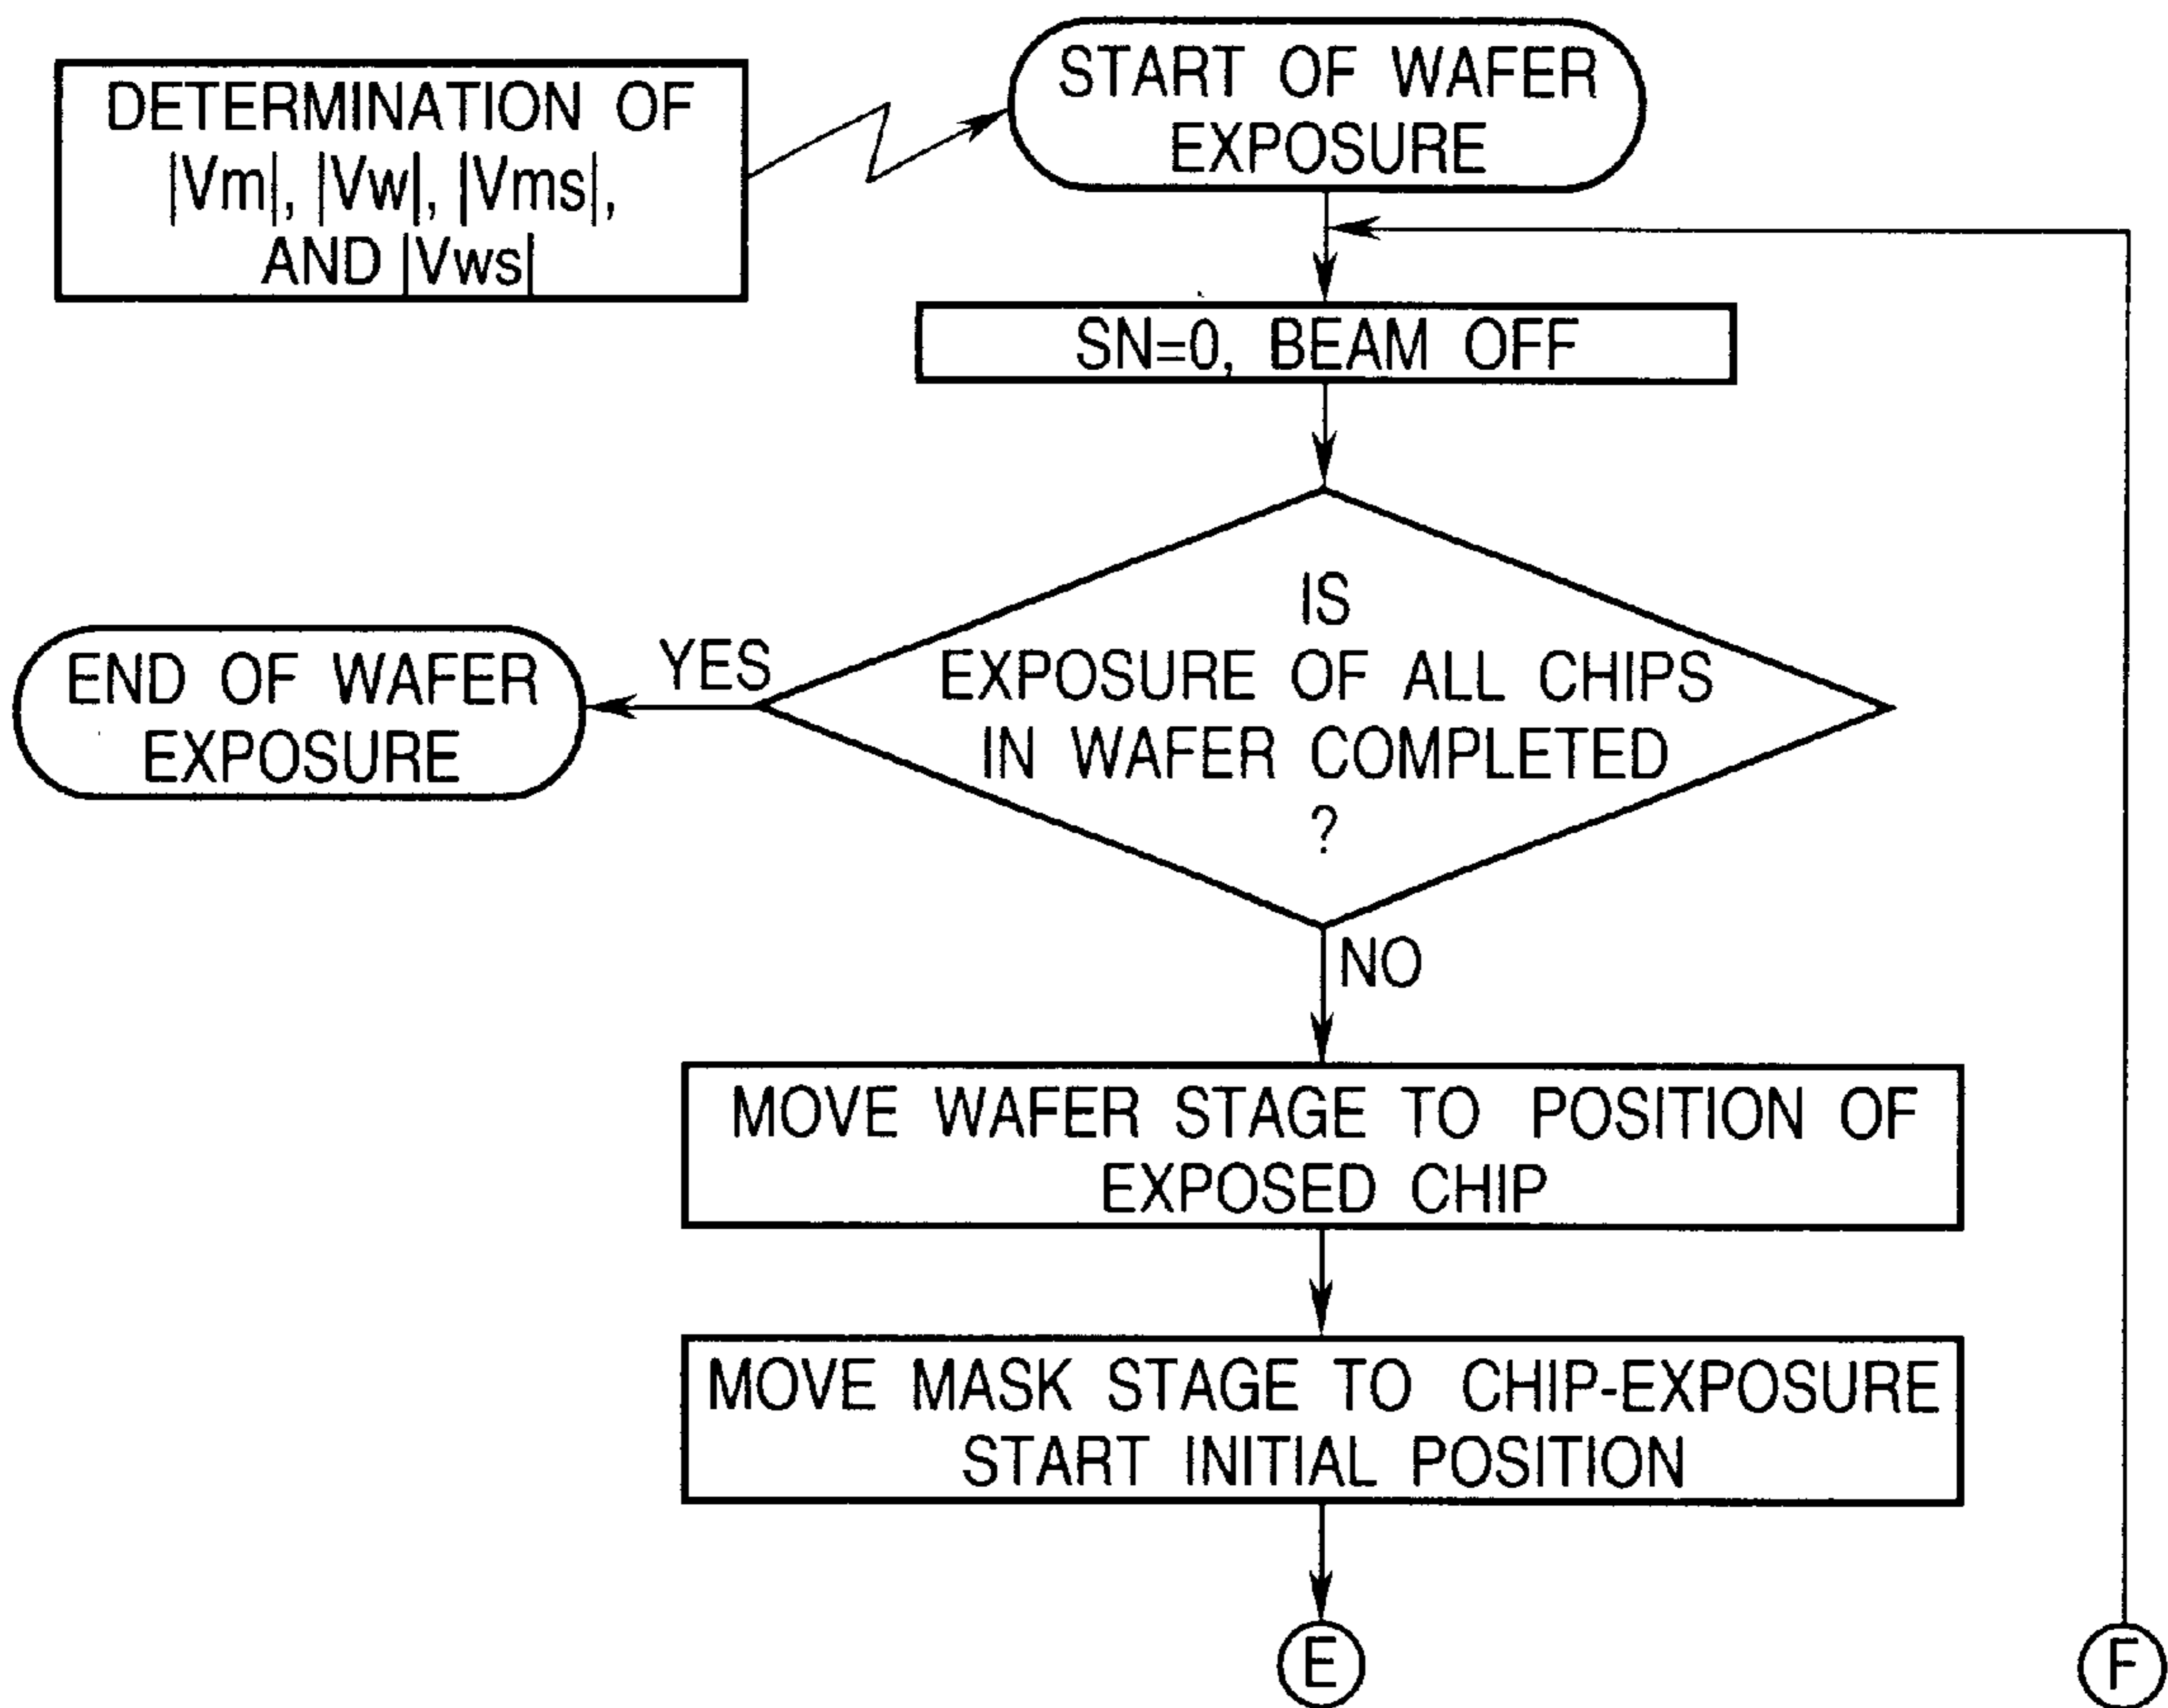 DETERMINATION OF
|Vm|, |Vw|, |Vms|,
AND |Vws|
START OF WAFER
EXPOSURE
SN=0, BEAM OFF
IS
EXPOSURE OF ALL CHIPS
IN WAFER COMPLETED
?
YES
END OF WAFER
EXPOSURE
NO
MOVE WAFER STAGE TO POSITION OF
EXPOSED CHIP
MOVE MASK STAGE TO CHIP-EXPOSURE
START INITIAL POSITION
E
F